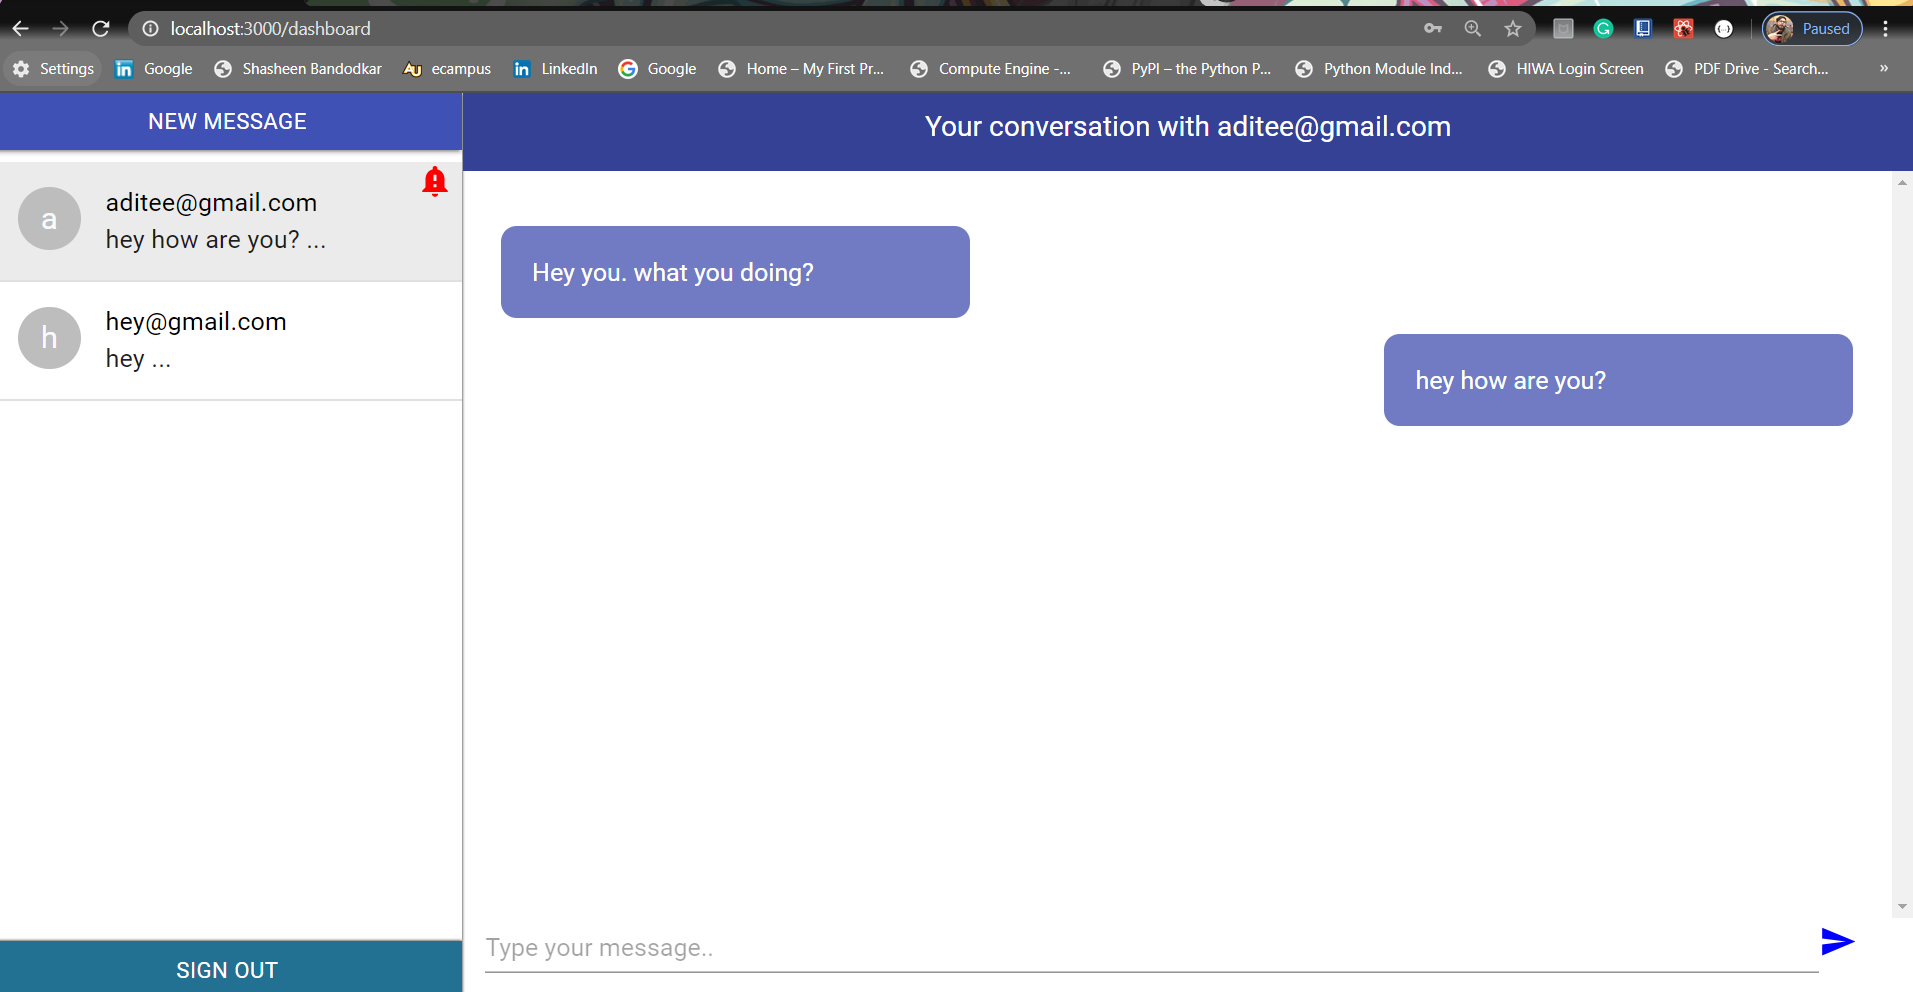 localhost:3000/dashboard
Paused
Settings
Google
Shasheen Bandodkar
ecampus
LinkedIn
Google
Home – My First Pr...
Compute Engine -...
PyPI – the Python P...
Python Module Ind...
HIWA Login Screen
PDF Drive - Search...
»
NEW MESSAGE
Your conversation with aditee@gmail.com
a
aditee@gmail.com
hey how are you? ...
h
hey@gmail.com
hey ...
Hey you. what you doing?
hey how are you?
Type your message..
SIGN OUT